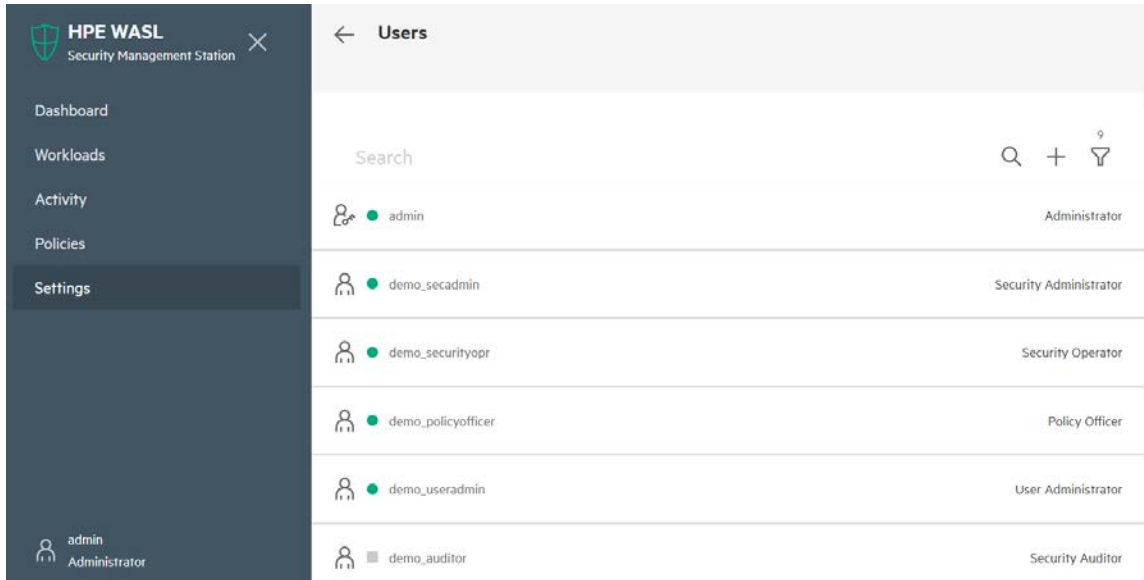 HPE WASL
Security Management Station
Dashboard
Workloads
Activity
Policies
Settings
admin
Administrator
Users
Search
9
admin
Administrator
demo_secadmin
Security Administrator
demo_securityopr
Security Operator
demo_policyofficer
Policy Officer
demo_useradmin
User Administrator
demo_auditor
Security Auditor